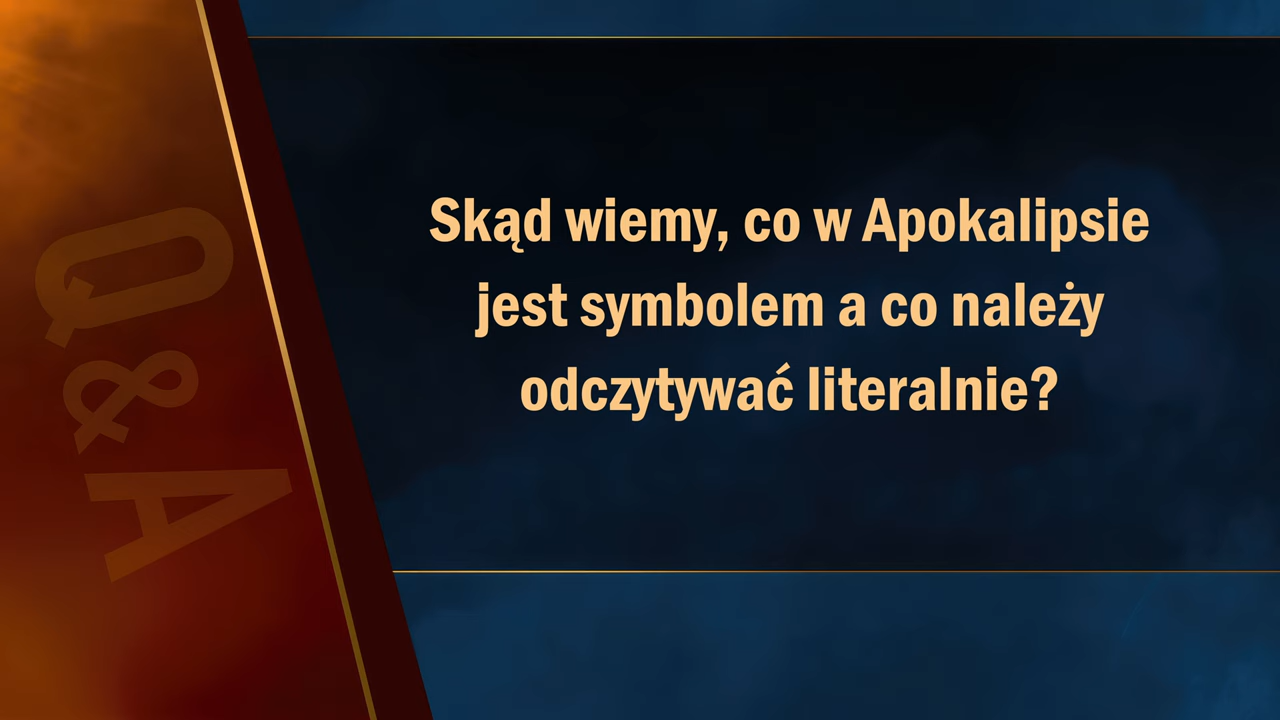 Skąd wiemy, co w Apokalipsie
jest symbolem a co należy
odczytywać literalnie?
Q & A